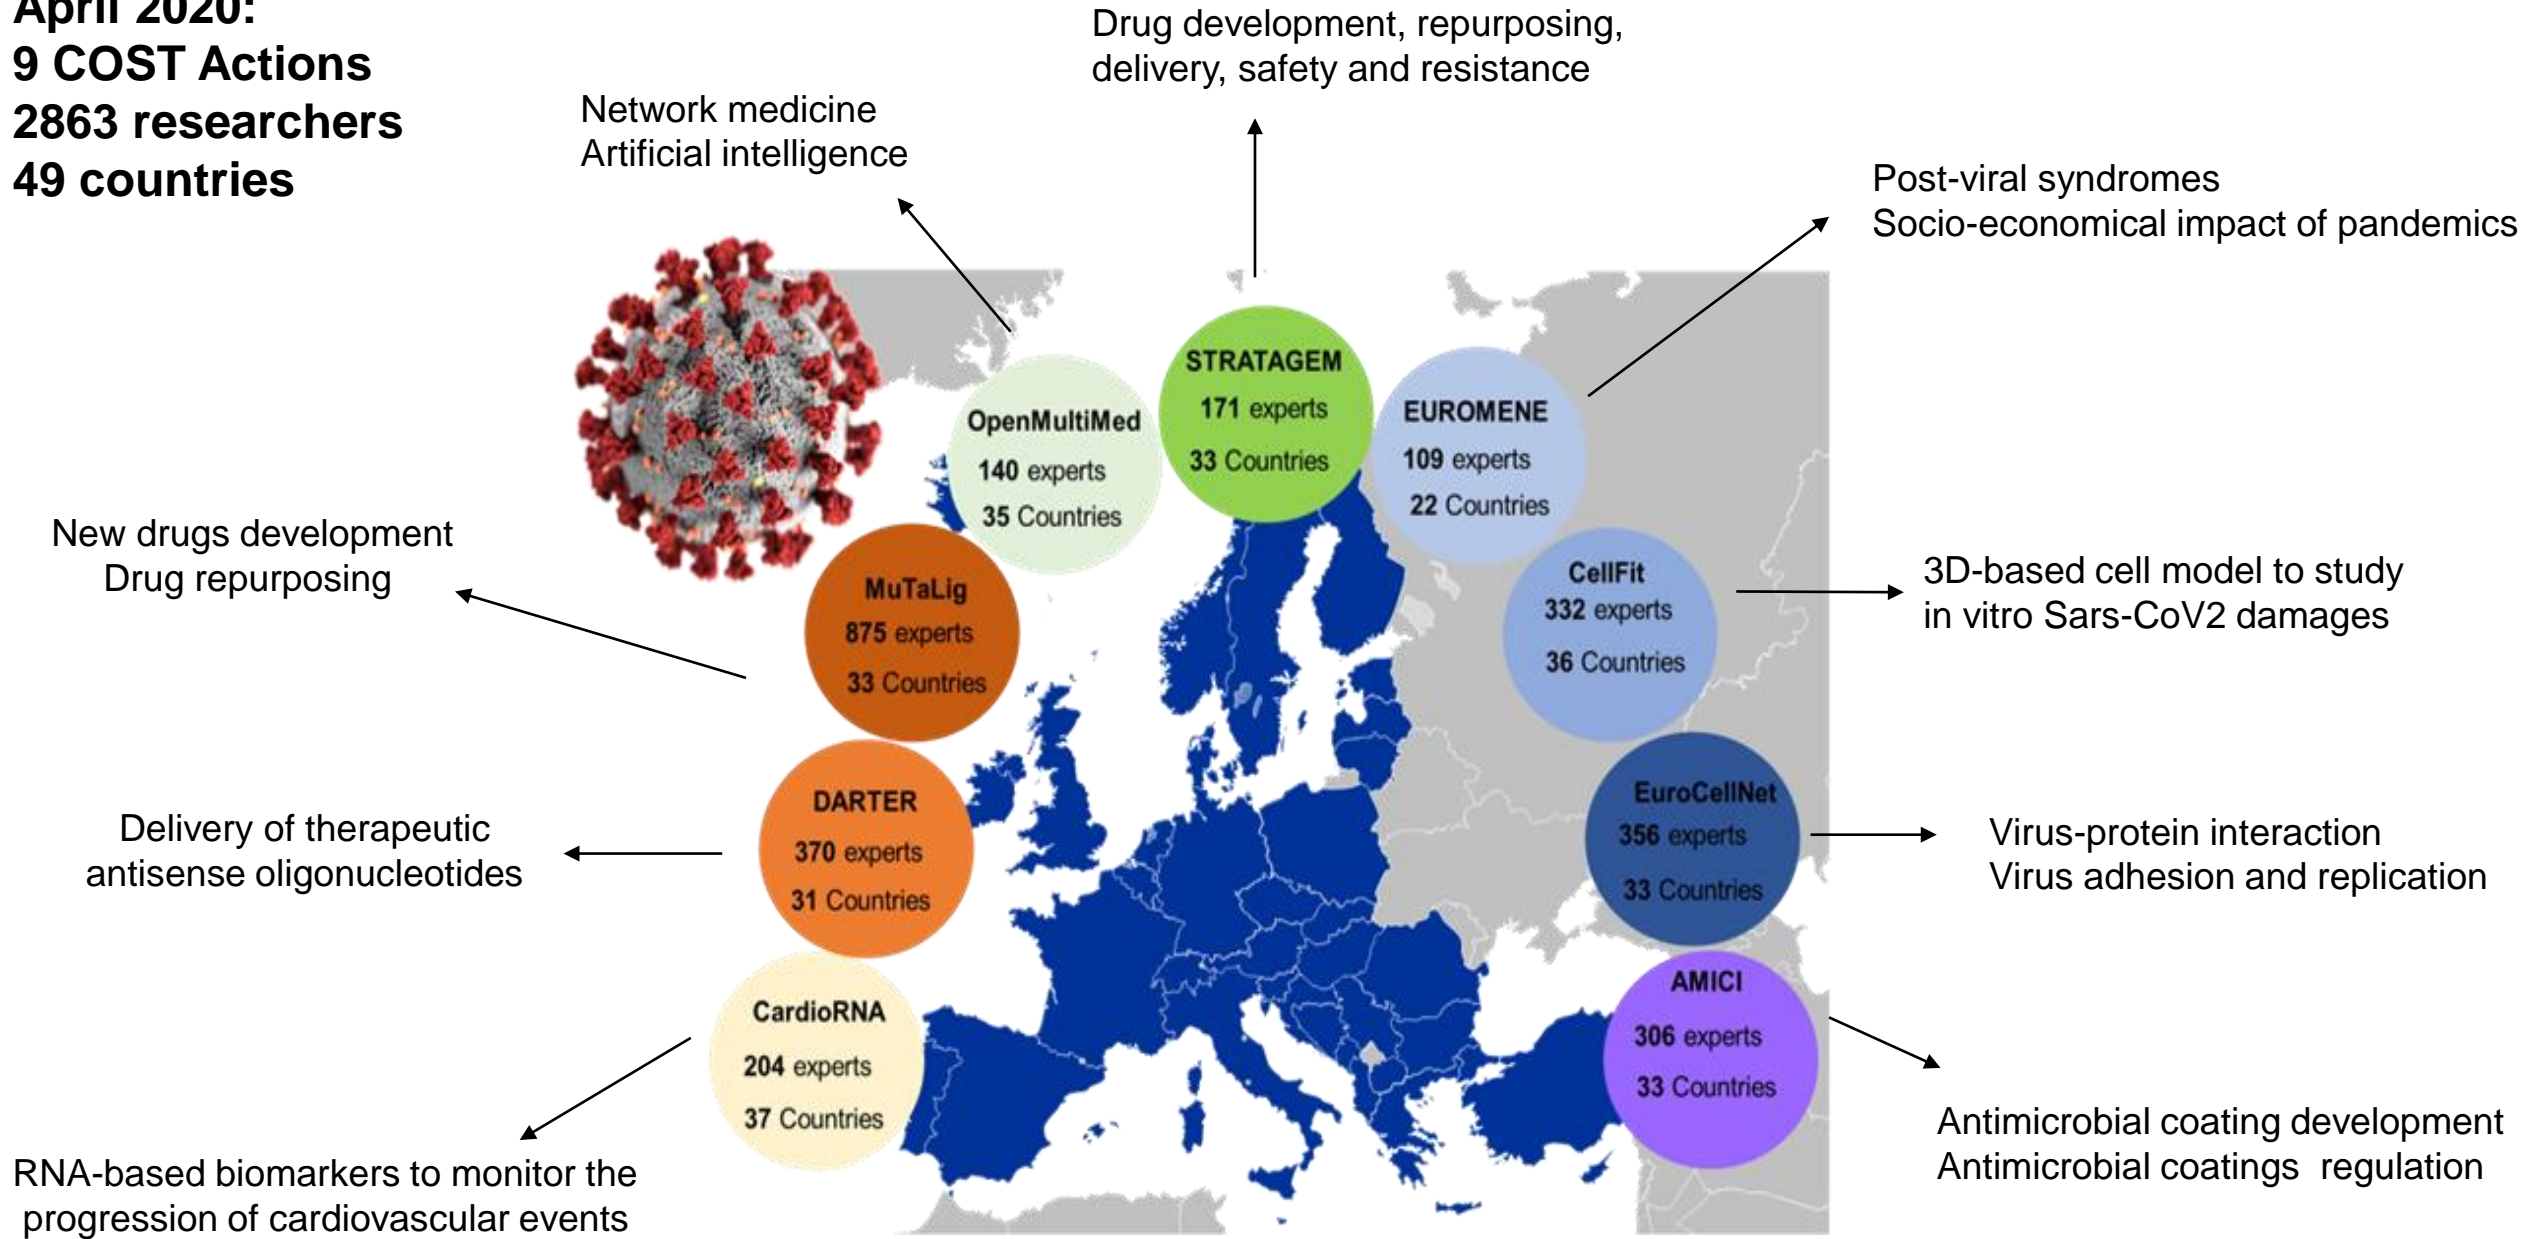 April 2020:
9 COST Actions
2863 researchers
49 countries
Drug development, repurposing,
delivery, safety and resistance
Network medicine
Artificial intelligence
Post-viral syndromes
Socio-economical impact of pandemics
STRATAGEM
171 experts
33 Countries
OpenMultiMed
140 experts
35 Countries
EUROMENE
109 experts
22 Countries
New drugs development
Drug repurposing
MuTaLig
875 experts
33 Countries
CellFit
332 experts
36 Countries
3D-based cell model to study
in vitro Sars-CoV2 damages
Delivery of therapeutic
antisense oligonucleotides
DARTER
370 experts
31 Countries
EuroCellNet
356 experts
33 Countries
Virus-protein interaction
Virus adhesion and replication
CardioRNA
204 experts
37 Countries
AMICI
306 experts
33 Countries
RNA-based biomarkers to monitor the
progression of cardiovascular events
Antimicrobial coating development
Antimicrobial coatings  regulation